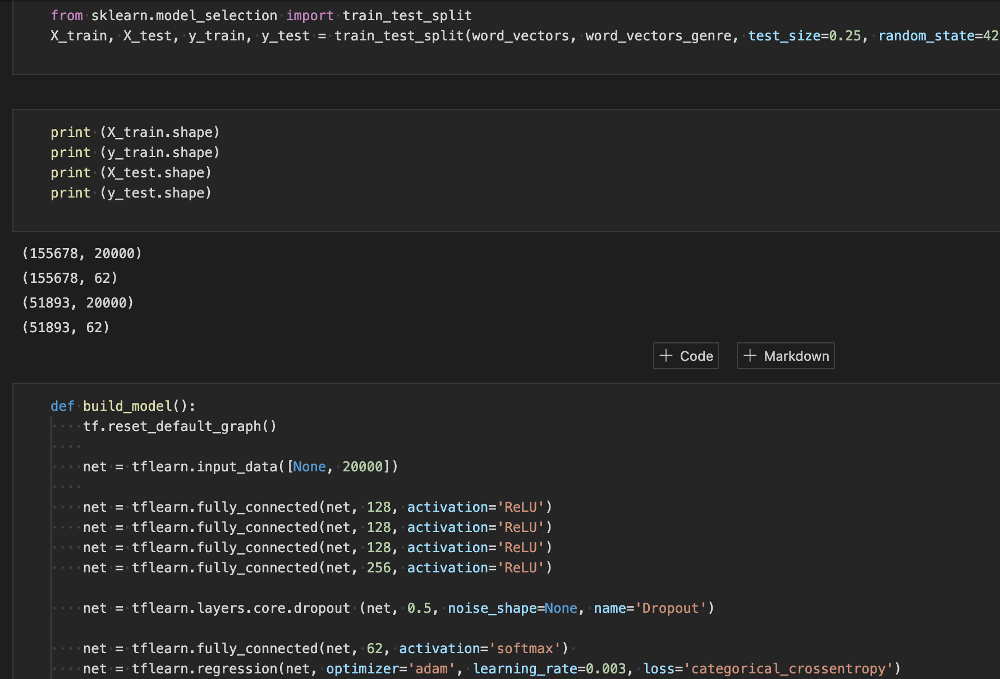 from sklearn.model_selection import train_test_split
X_train, X_test, y_train, y_test = train_test_split(word_vectors, word_vectors_genre, test_size=0.25, random_state=42
print (X_train.shape)
print (y_train.shape)
print (X_test.shape)
print (y_test.shape)
(155678, 20000)
(155678, 62)
(51893, 20000)
(51893, 62)
+ Code + Markdown
def build_model():
    tf.reset_default_graph()
    net = tflearn.input_data([None, 20000])
    net = tflearn.fully_connected(net, 128, activation='ReLU')
    net = tflearn.fully_connected(net, 128, activation='ReLU')
    net = tflearn.fully_connected(net, 128, activation='ReLU')
    net = tflearn.fully_connected(net, 256, activation='ReLU')
    net = tflearn.layers.core.dropout (net, 0.5, noise_shape=None, name='Dropout')
    net = tflearn.fully_connected(net, 62, activation='softmax')
    net = tflearn.regression(net, optimizer='adam', learning_rate=0.003, loss='categorical_crossentropy')